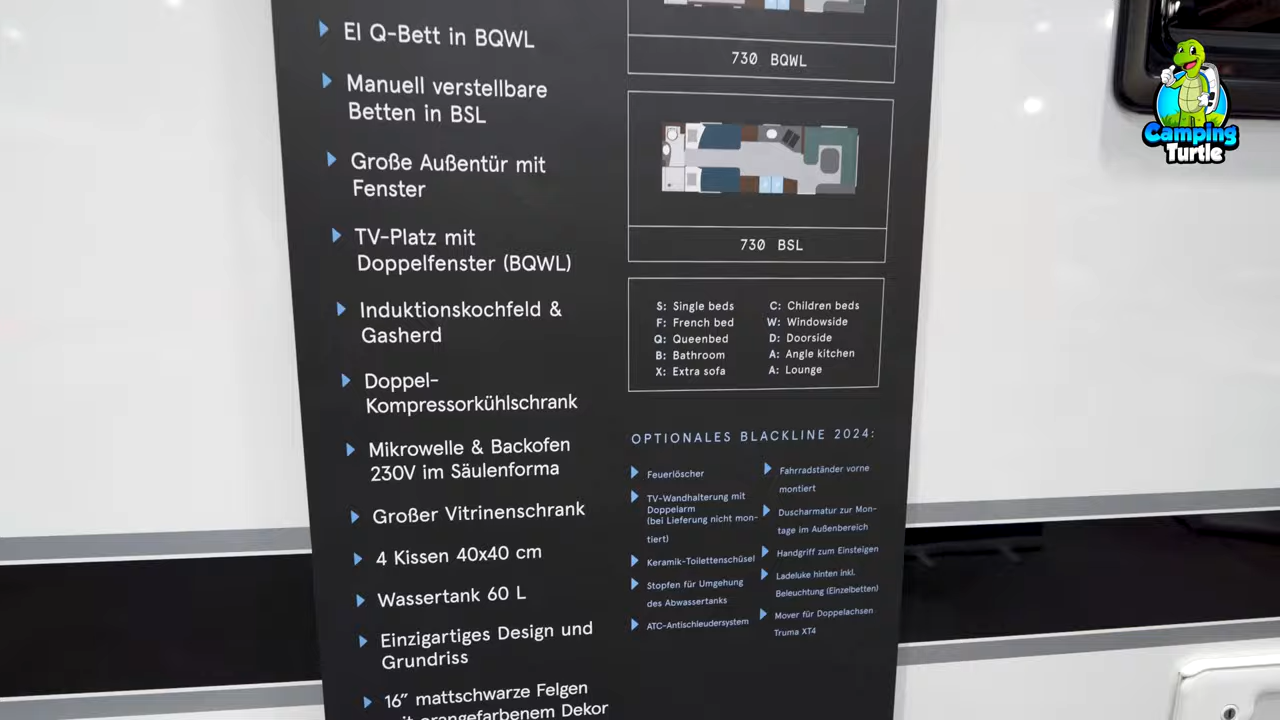 El Q-Bett in BQWL
Manuell verstellbare
Betten in BSL
Große Außentür mit
Fenster
TV-Platz mit
Doppelfenster (BQWL)
Induktionskochfeld &
Gasherd
Doppel-
Kompressorkühlschrank
Mikrowelle & Backofen
230V im Säulenforma
Großer Vitrinenschrank
4 Kissen 40x40 cm
Wassertank 60 L
Einzigartiges Design und
Grundriss
16” mattschwarze Felgen
mit orangefarbenem Dekor
730 BQWL
730 BSL
S: Single beds
F: French bed
Q: Queenbed
B: Bathroom
X: Extra sofa
C: Children beds
W: Windowside
D: Doorside
A: Angle kitchen
A: Lounge
OPTIONALES BLACKLINE 2024:
Feuerlöscher
TV-Wandhalterung mit
Doppelarm
(bei Lieferung nicht mon-
tiert)
Keramik-Toilettenschüsel
Stopfen für Umgehung
des Abwassertanks
ATC-Antischleudersystem
Fahrradständer vorne
montiert
Duscharmatur zur Mon-
tage im Außenbereich
Handgriff zum Einsteigen
Ladeluke hinten inkl.
Beleuchtung (Einzelbetten)
Mover für Doppelachsen
Truma XT4
Camping
Turtle